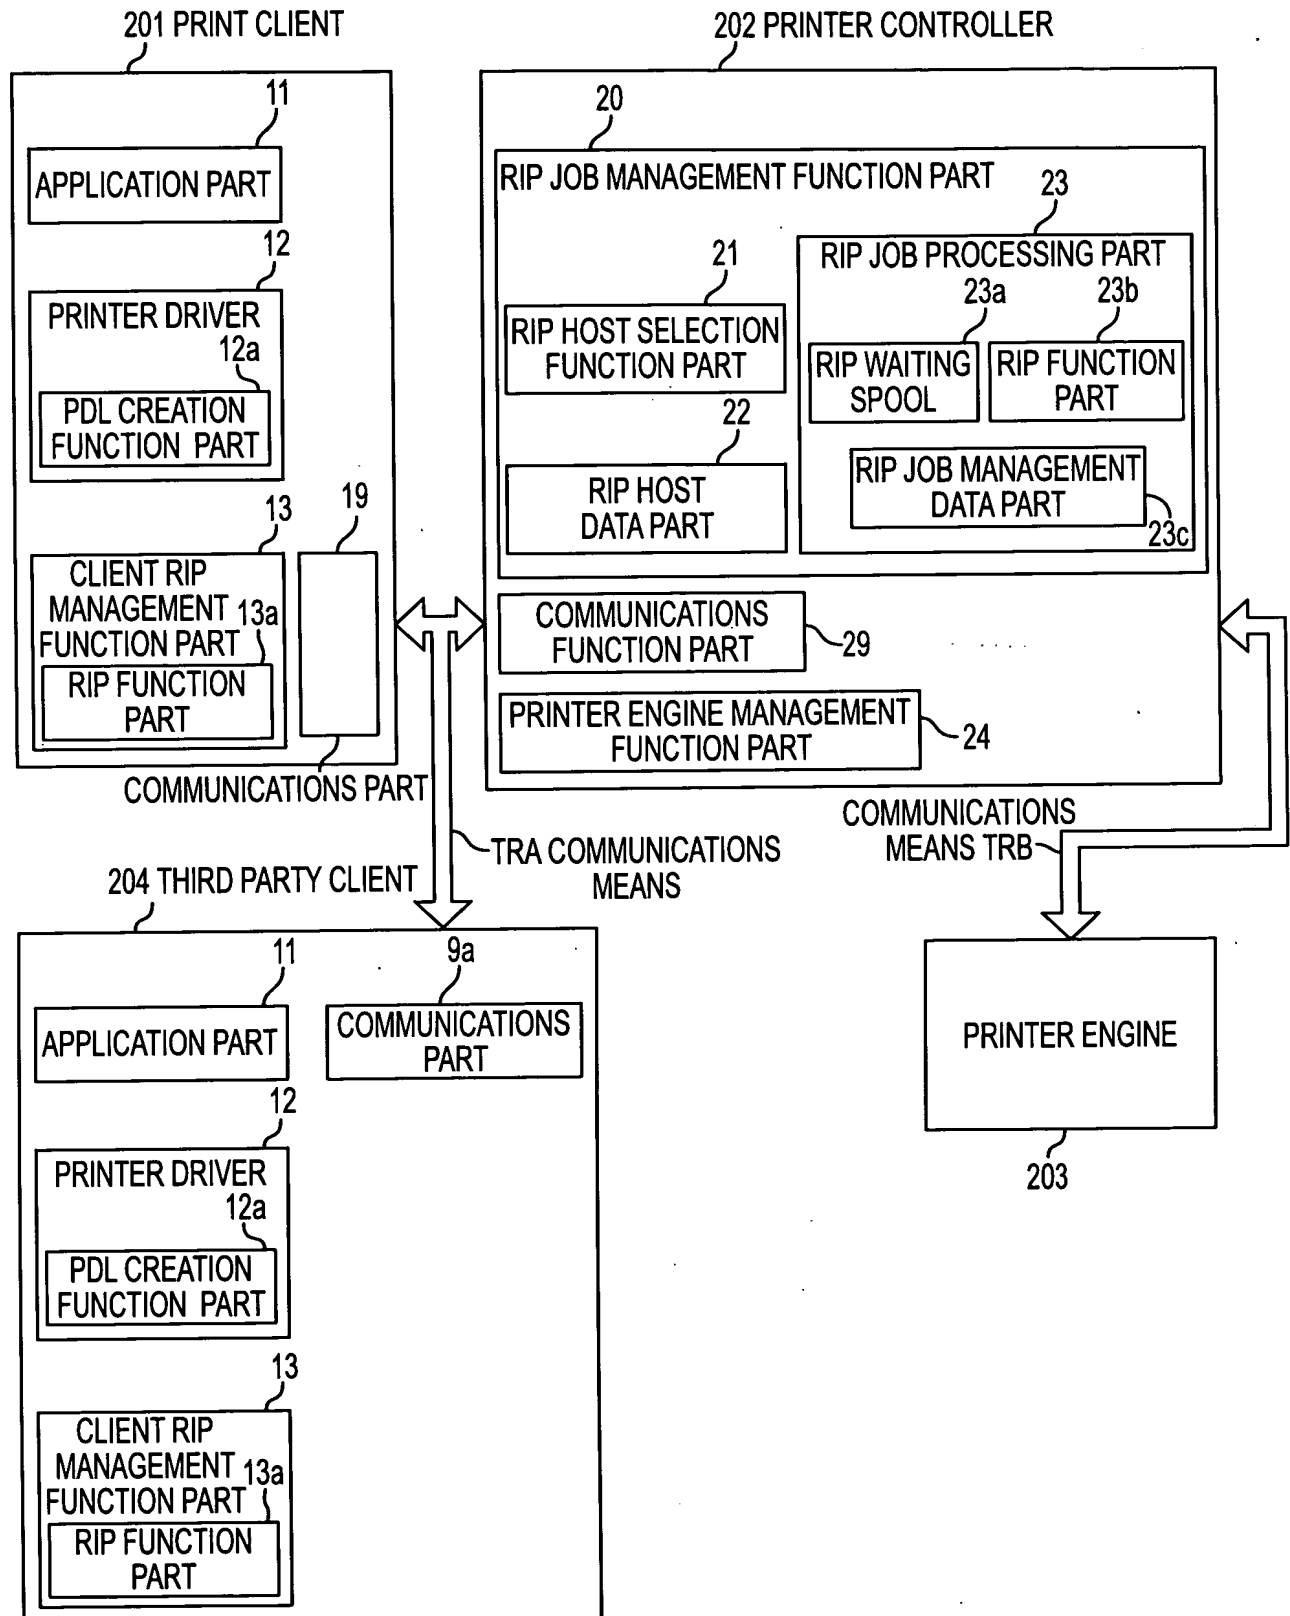 201 PRINT CLIENT
11
APPLICATION PART
12
PRINTER DRIVER
12a
PDL CREATION
FUNCTION PART
13
19
CLIENT RIP
MANAGEMENT
FUNCTION PART
13a
RIP FUNCTION
PART
COMMUNICATIONS PART
202 PRINTER CONTROLLER
20
RIP JOB MANAGEMENT FUNCTION PART
21
RIP HOST SELECTION
FUNCTION PART
22
RIP HOST
DATA PART
23
RIP JOB PROCESSING PART
23a
23b
RIP WAITING
SPOOL
RIP FUNCTION
PART
RIP JOB MANAGEMENT
DATA PART
23c
COMMUNICATIONS
FUNCTION PART
29
PRINTER ENGINE MANAGEMENT
FUNCTION PART
24
TRA COMMUNICATIONS
MEANS
COMMUNICATIONS
MEANS TRB
204 THIRD PARTY CLIENT
11
APPLICATION PART
9a
COMMUNICATIONS
PART
12
PRINTER DRIVER
12a
PDL CREATION
FUNCTION PART
13
CLIENT RIP
MANAGEMENT
FUNCTION PART
13a
RIP FUNCTION
PART
PRINTER ENGINE
203